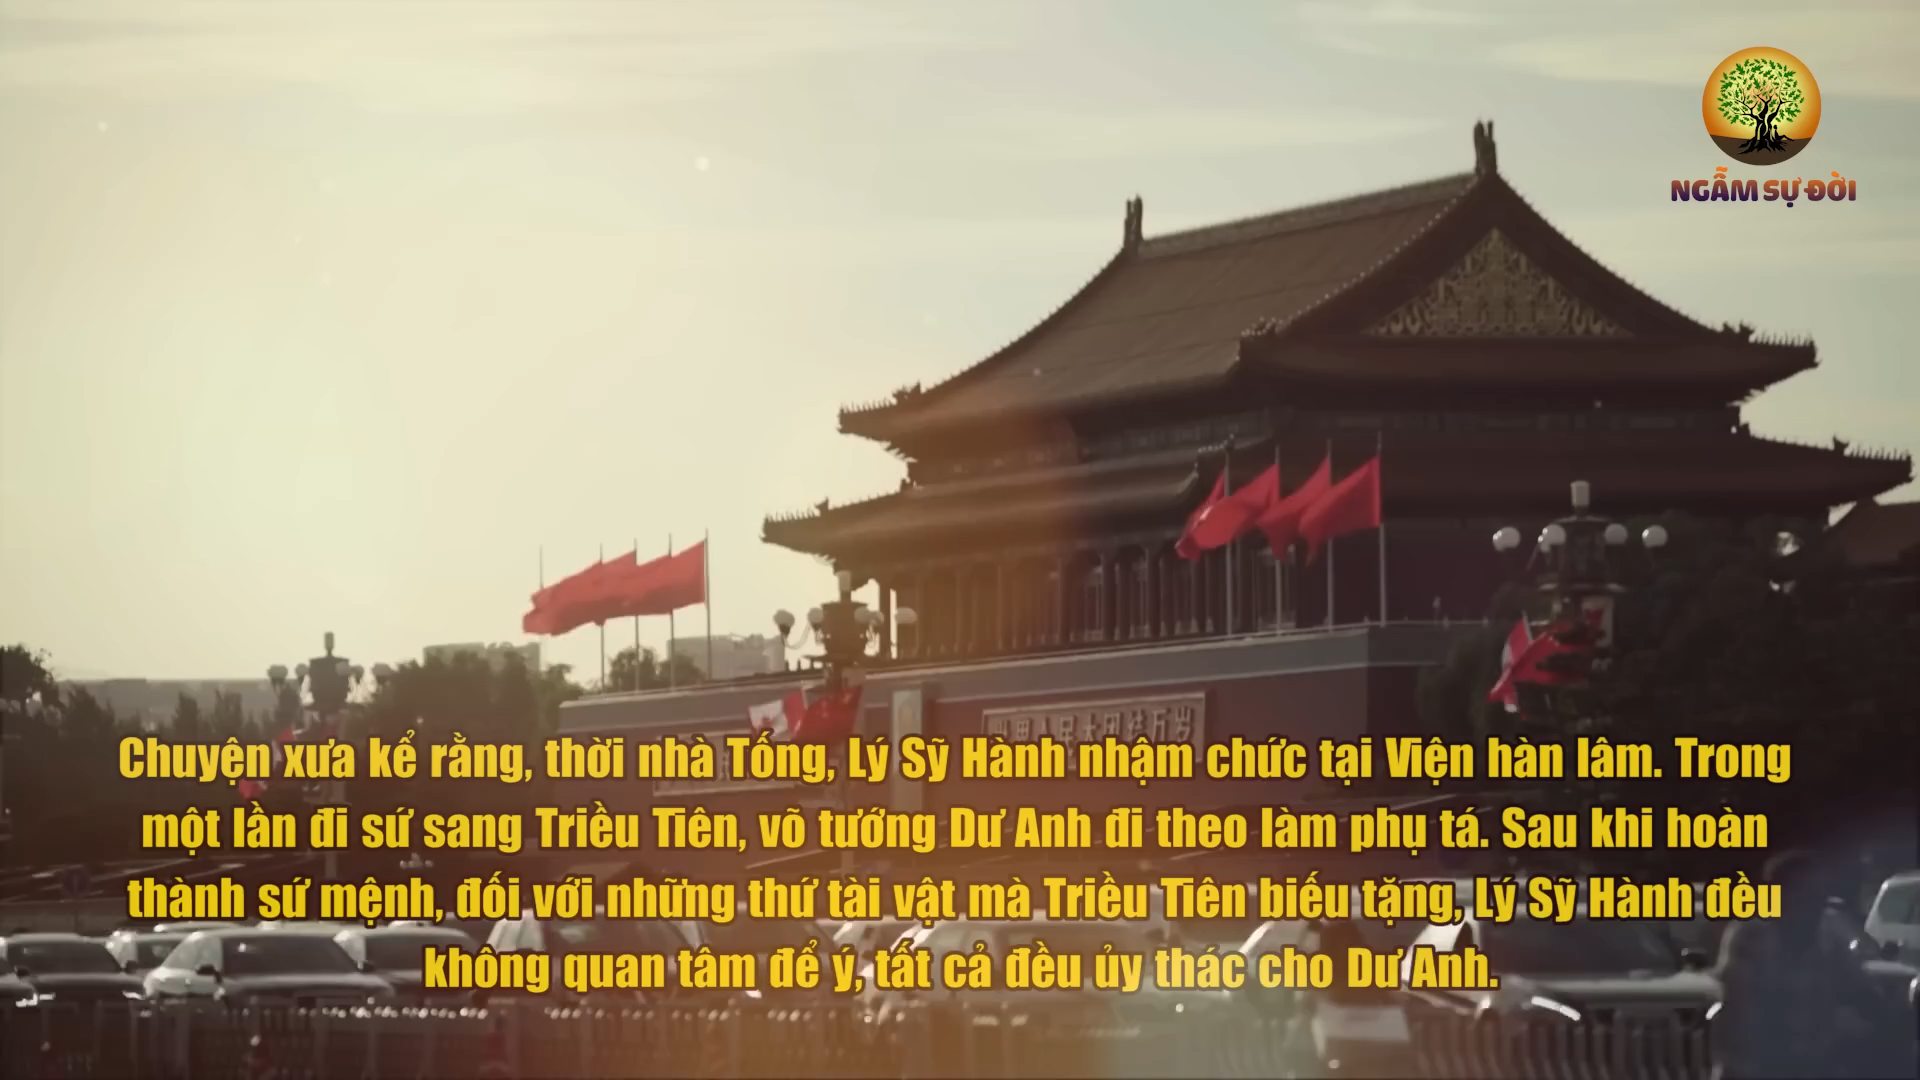 NGẪM SỰ ĐỜI
Chuyện xưa kể rằng, thời nhà Tống, Lý Sỹ Hành nhậm chức tại Viện hàn lâm. Trong
một lần đi sứ sang Triều Tiên, võ tướng Dư Anh đi theo làm phụ tá. Sau khi hoàn
thành sứ mệnh, đối với những thứ tài vật mà Triều Tiên biếu tặng, Lý Sỹ Hành đều
không quan tâm để ý, tất cả đều ủy thác cho Dư Anh.